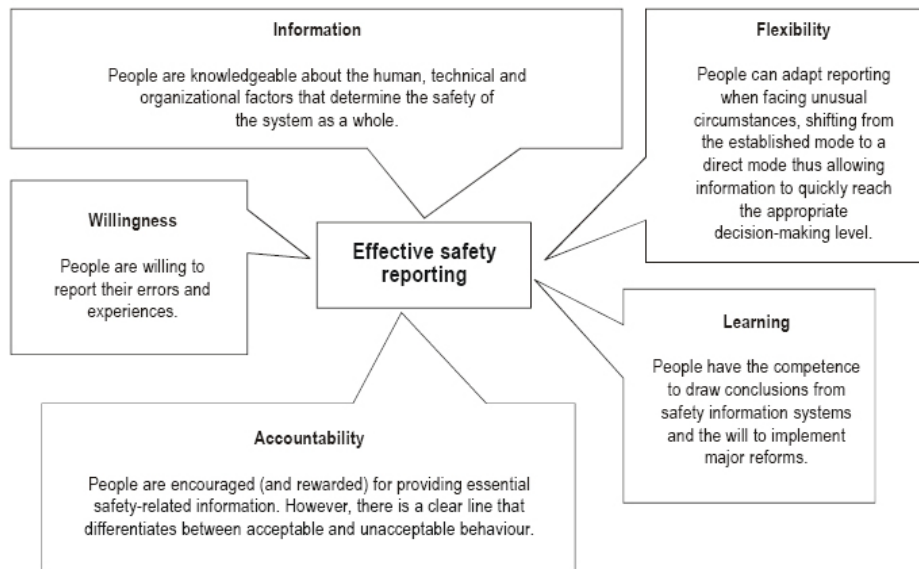 Information
People are knowledgeable about the human, technical and
organizational factors that determine the safety of
the system as a whole.
Flexibility
People can adapt reporting
when facing unusual
circumstances, shifting from
the established mode to a
direct mode thus allowing
information to quickly reach
the appropriate
decision-making level.
Willingness
People are willing to
report their errors and
experiences.
Effective safety
reporting
Learning
People have the competence
to draw conclusions from
safety information systems
and the will to implement
major reforms.
Accountability
People are encouraged (and rewarded) for providing essential
safety-related information. However, there is a clear line that
differentiates between acceptable and unacceptable behaviour.